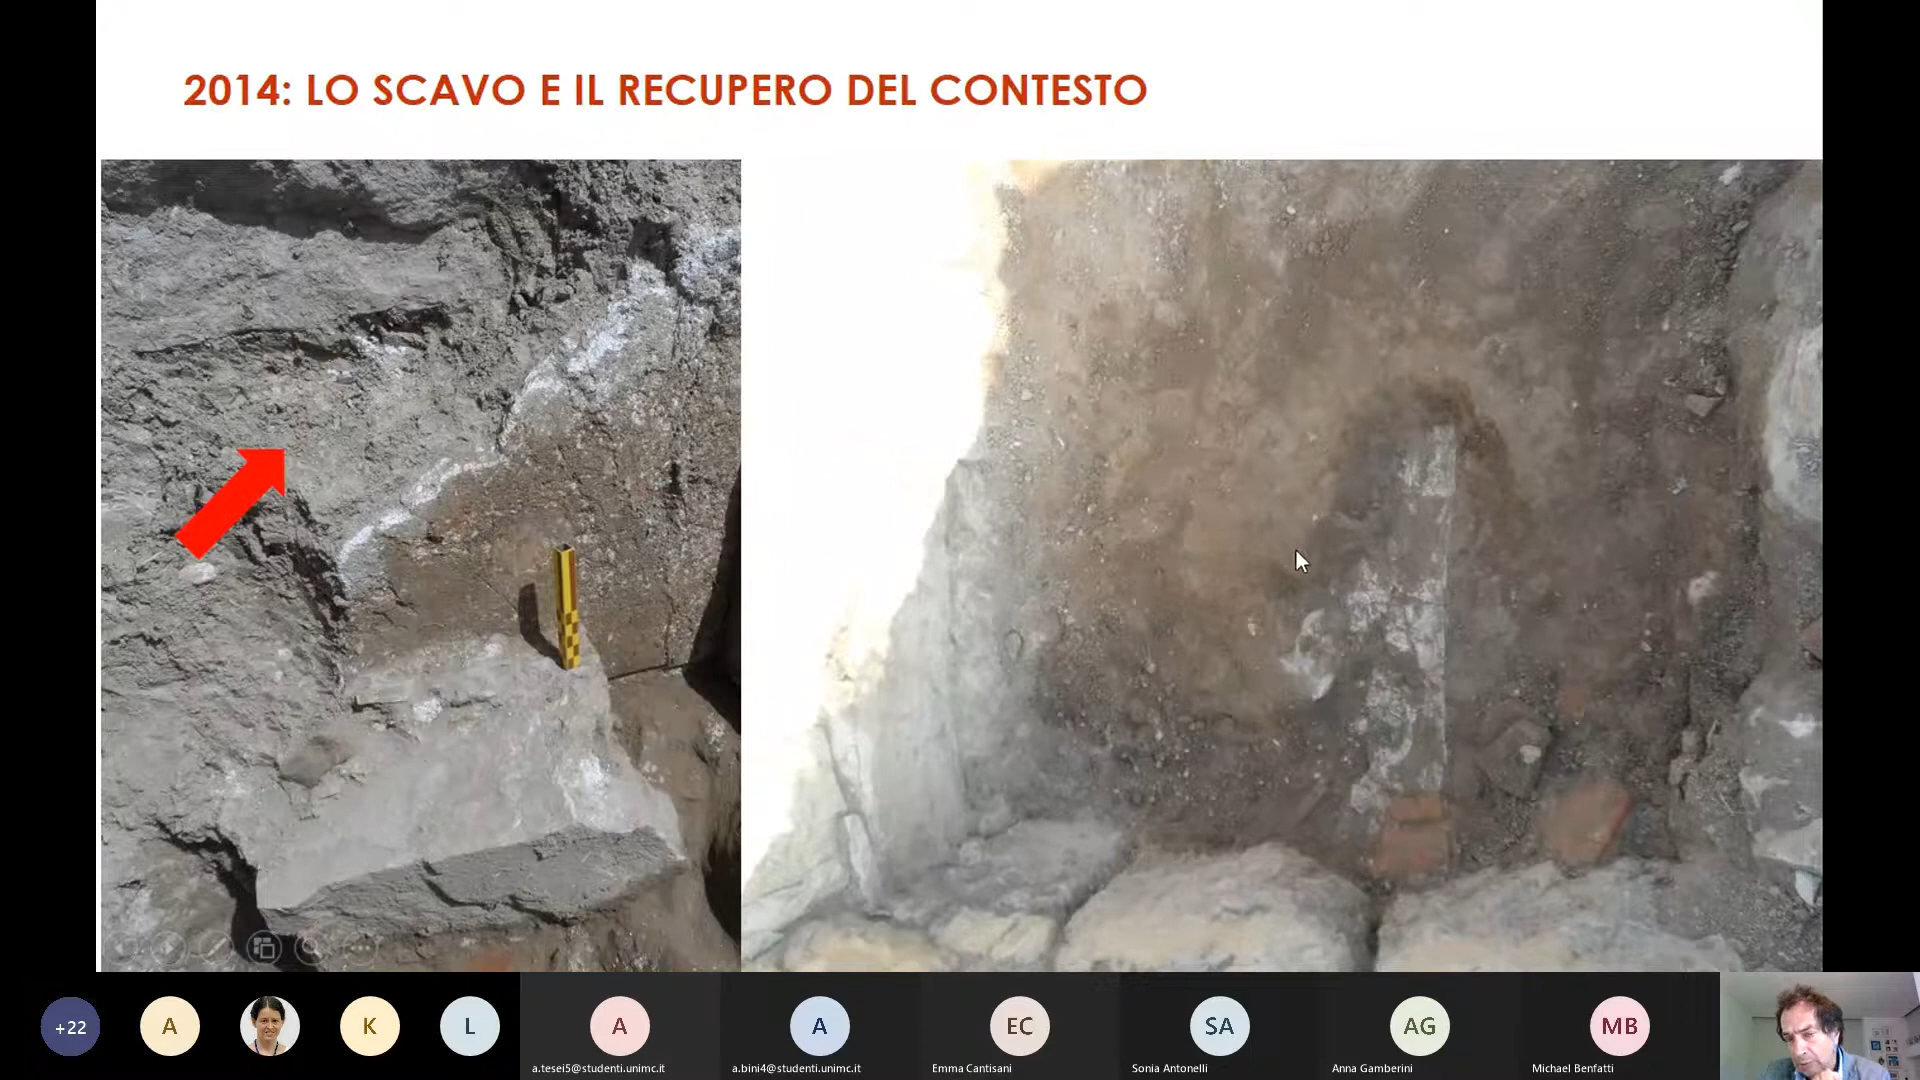 2014: LO SCAVO E IL RECUPERO DEL CONTESTO
+22
A
K
L
A
A
EC
SA
AG
MB
a.tesei5@studenti.unimc.it
a.bini4@studenti.unimc.it
Emma Cantisani
Sonia Antonelli
Anna Gamberini
Michael Benfatti